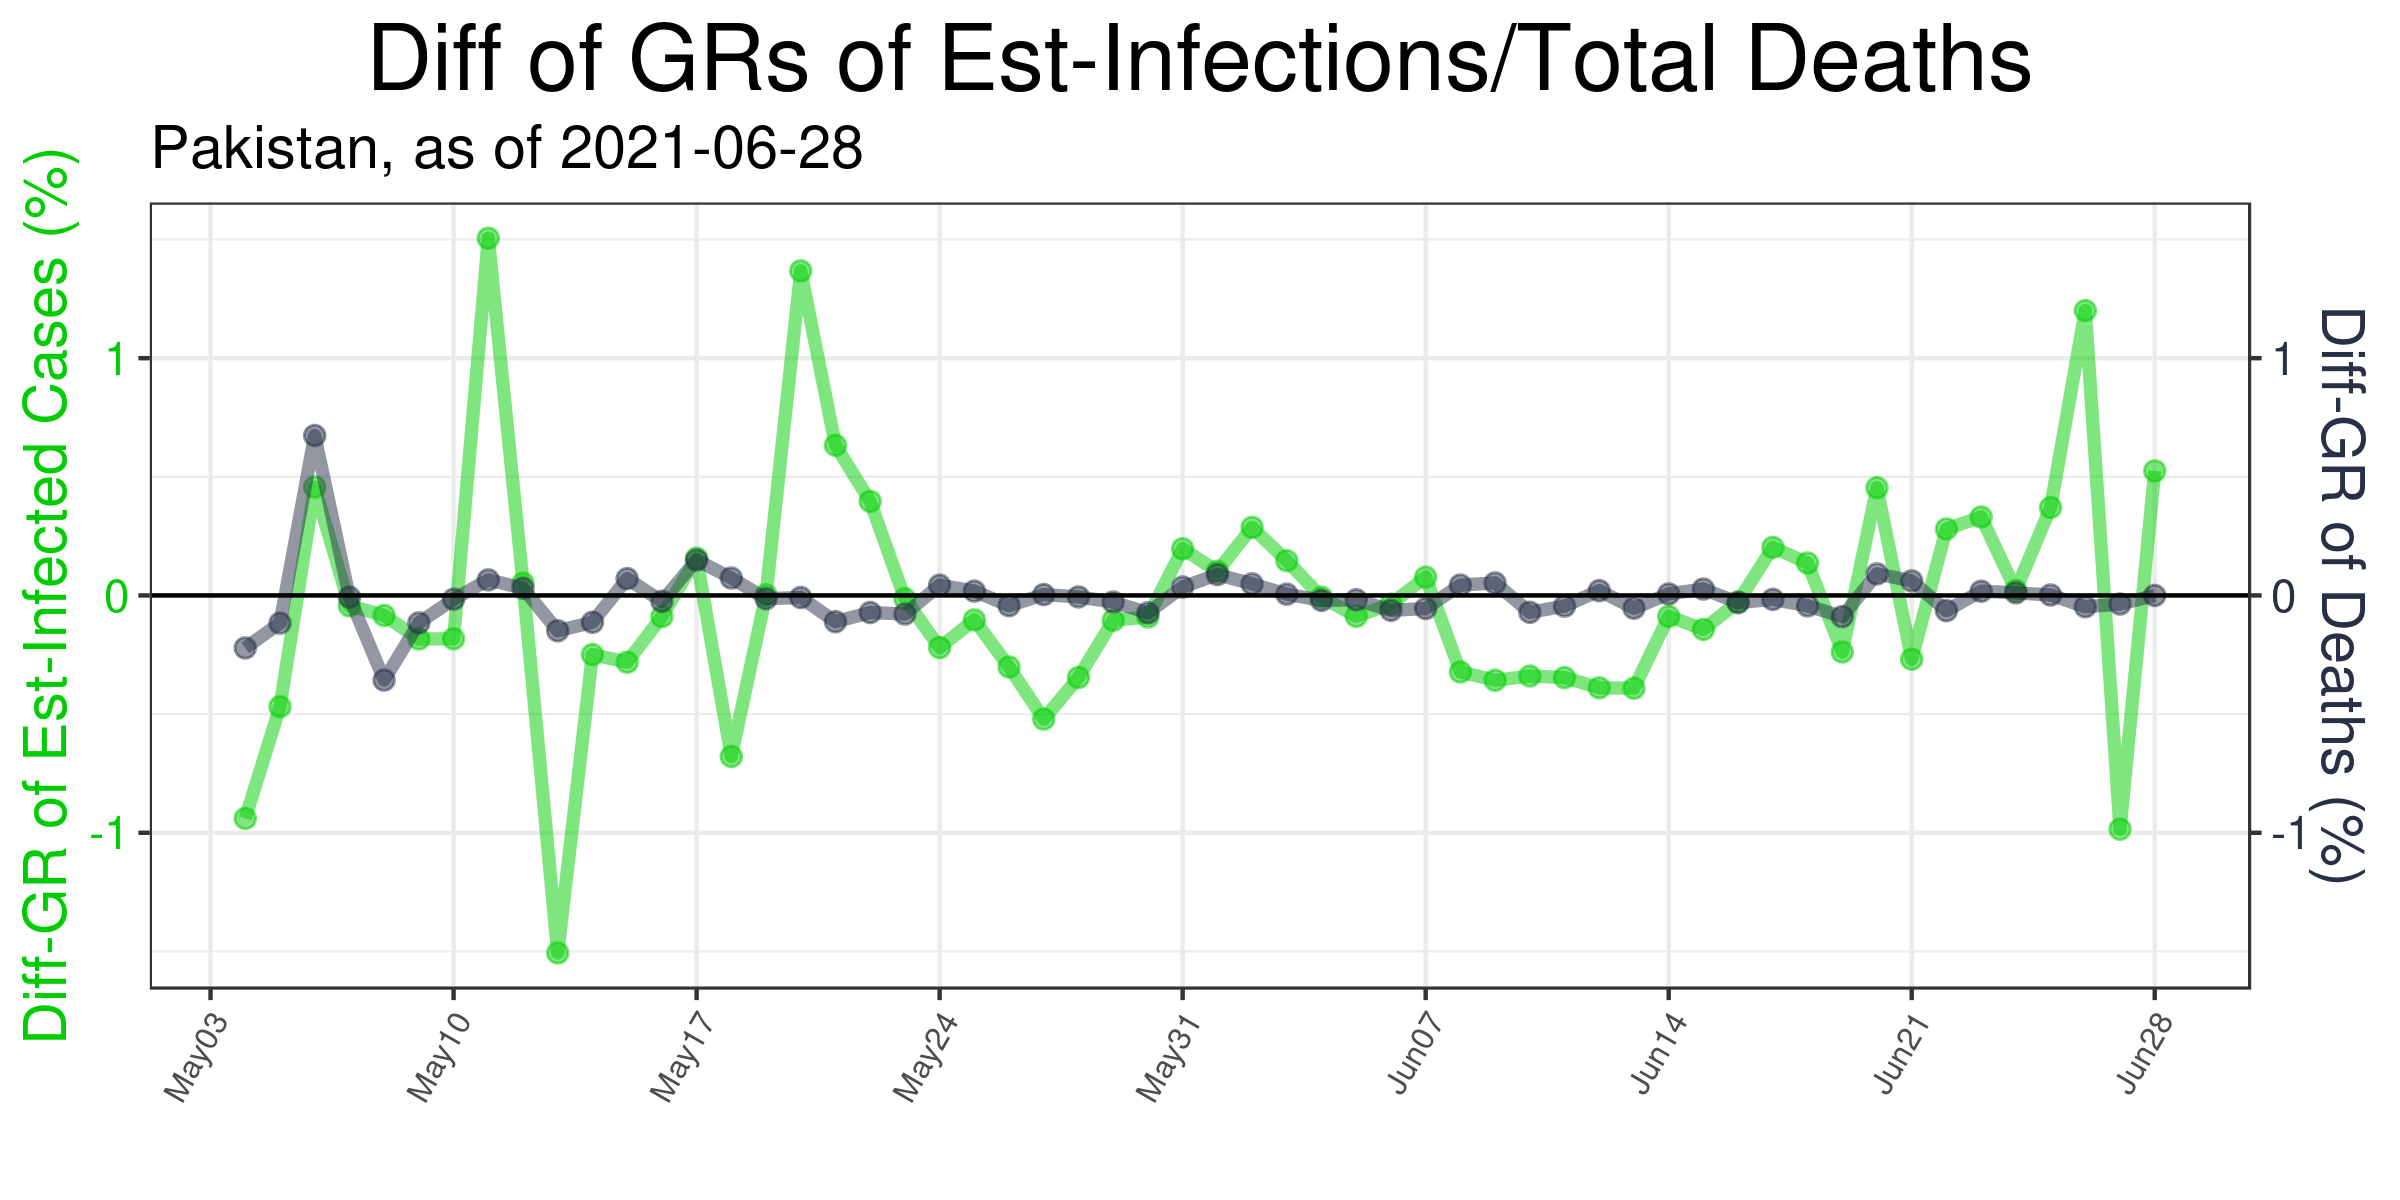 Diff of GRs of Est-Infections/Total Deaths
Pakistan, as of 2021-06-28
Diff-GR of Est-Infected Cases (%)
1
0
-1
1
0
-1
Diff-GR of Deaths (%)
May03
May10
May17
May24
May31
Jun07
Jun14
Jun21
Jun28